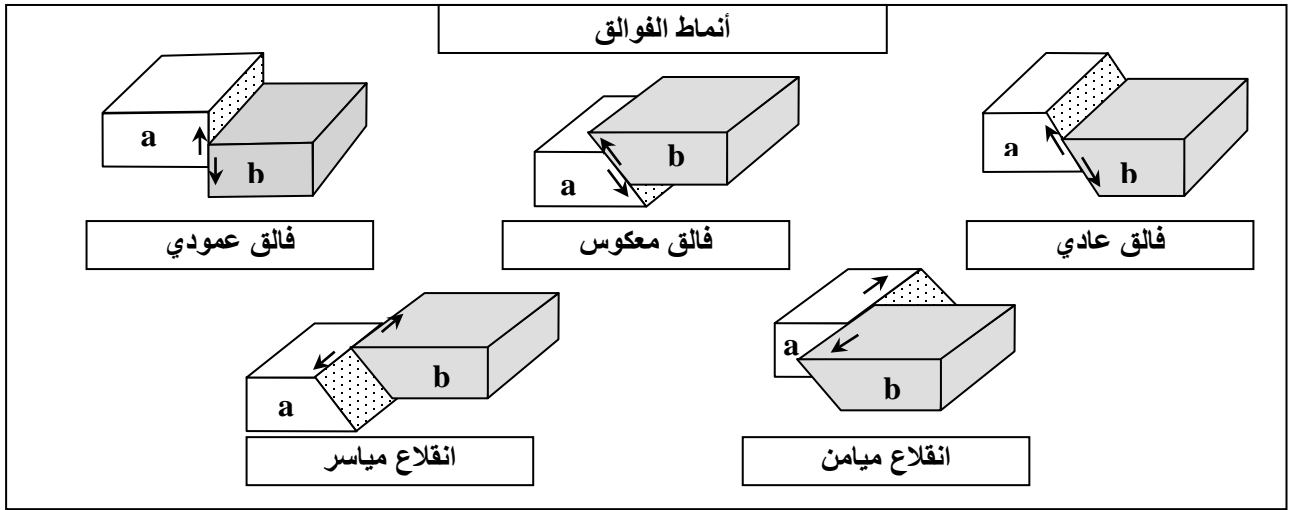 أنماط الفوالق
a
b
a
b
a
b
فالق عمودي
فالق معكوس
فالق عادي
a
b
a
b
انقلاع مياسر
انقلاع ميامن